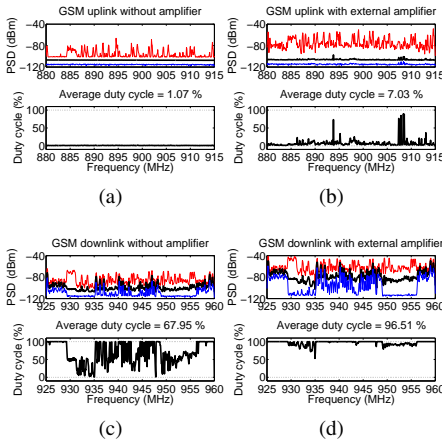 GSM uplink without amplifier
PSD (dBm)
−40
−80
−120
880 885 890 895 900 905 910 915
Average duty cycle = 1.07 %
Duty cycle (%)
100
50
0
880 885 890 895 900 905 910 915
Frequency (MHz)
(a)
GSM uplink with external amplifier
PSD (dBm)
−40
−80
−120
880 885 890 895 900 905 910 915
Average duty cycle = 7.03 %
Duty cycle (%)
100
50
0
880 885 890 895 900 905 910 915
Frequency (MHz)
(b)
GSM downlink without amplifier
PSD (dBm)
−40
−80
−120
925 930 935 940 945 950 955 960
Average duty cycle = 67.95 %
Duty cycle (%)
100
50
0
925 930 935 940 945 950 955 960
Frequency (MHz)
(c)
GSM downlink with external amplifier
PSD (dBm)
−40
−80
−120
925 930 935 940 945 950 955 960
Average duty cycle = 96.51 %
Duty cycle (%)
100
50
0
925 930 935 940 945 950 955 960
Frequency (MHz)
(d)